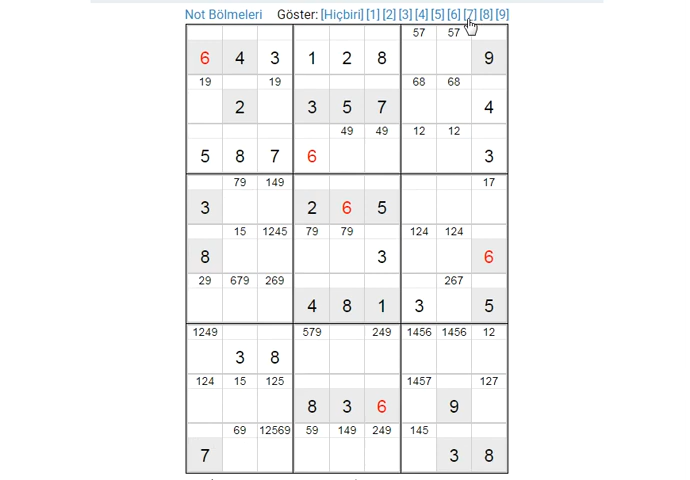 Not Bölmeleri Göster: [Hiçbiri] [1] [2] [3] [4] [5] [6] [7] [8] [9]
57 57
6 4 3 1 2 8 9
19 19 68 68
2 3 5 7 4
49 49 12 12
5 8 7 6 3
79 149 17
3 2 6 5
15 1245 79 79 124 124
8 3 6
29 679 269 267
4 8 1 3 5
1249 579 249 1456 1456 12
3 8
124 15 125 1457 127
8 3 6 9
69 12569 59 149 249 145
7 3 8